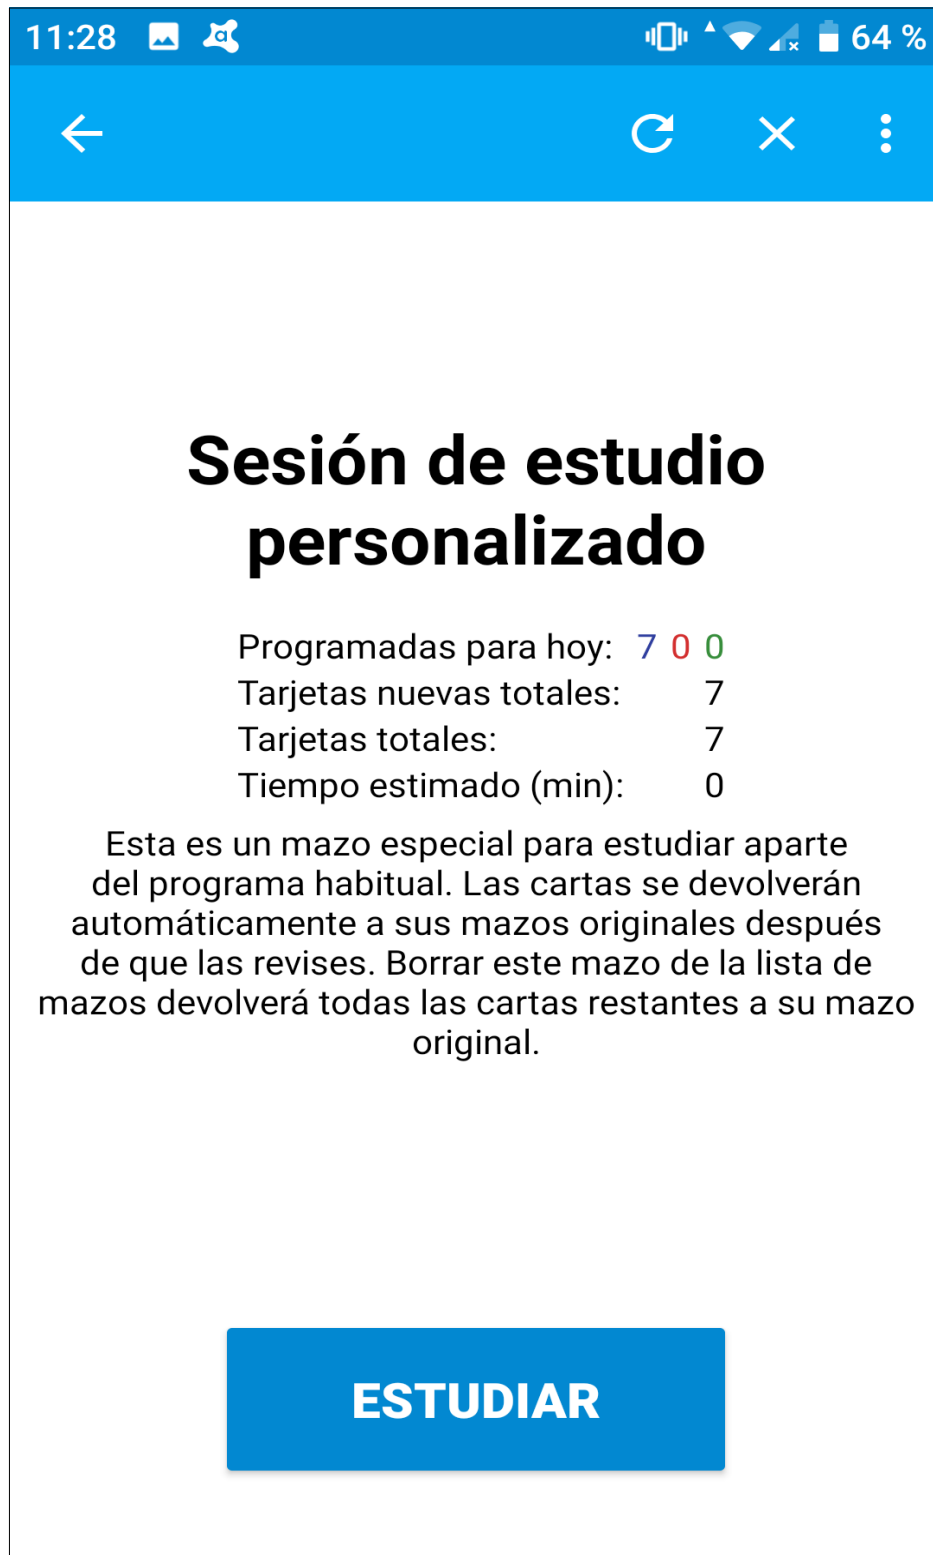 11:28 64 %
Sesión de estudio
personalizado
Programadas para hoy: 7 0 0
Tarjetas nuevas totales: 7
Tarjetas totales: 7
Tiempo estimado (min): 0
Esta es un mazo especial para estudiar aparte
del programa habitual. Las cartas se devolverán
automáticamente a sus mazos originales después
de que las revises. Borrar este mazo de la lista de
mazos devolverá todas las cartas restantes a su mazo
original.
ESTUDIAR